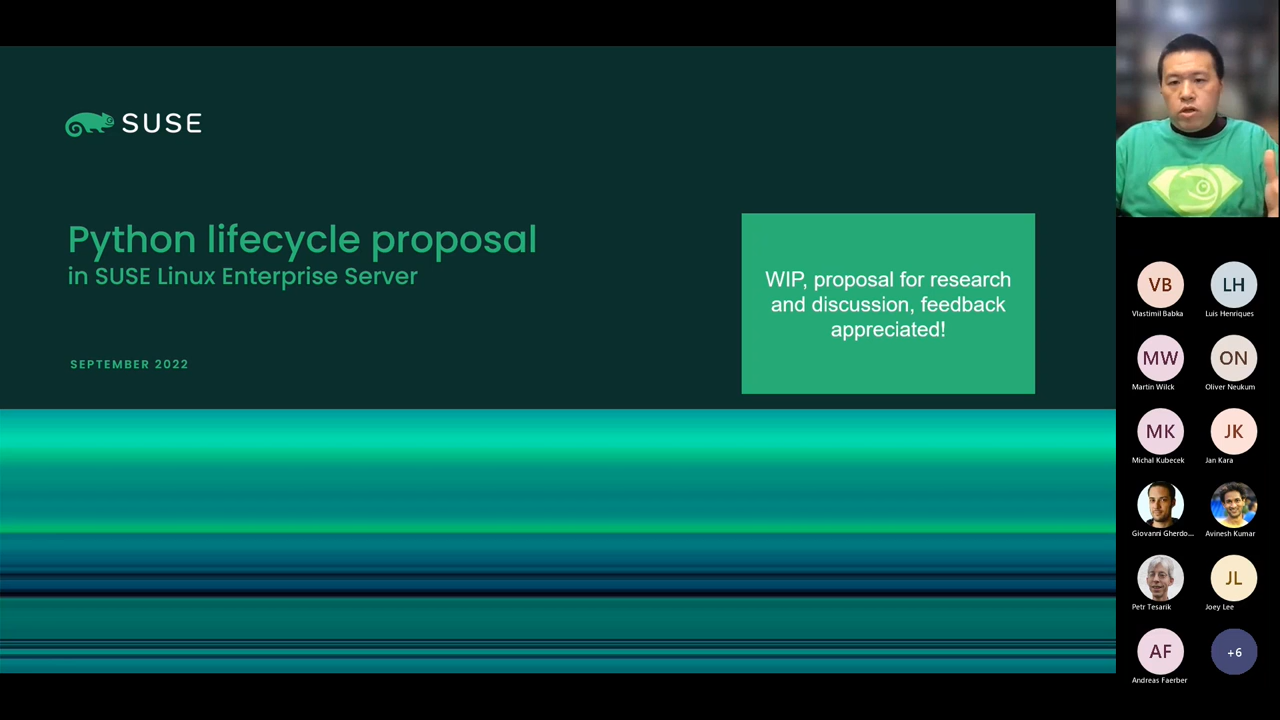 SUSE
Python lifecycle proposal
in SUSE Linux Enterprise Server
SEPTEMBER 2022
WIP, proposal for research
and discussion, feedback
appreciated!
VB
Vlastimil Babka
LH
Luis Henriques
MW
Martin Wilck
ON
Oliver Neukum
MK
Michal Kubecek
JK
Jan Kara
Giovanni Gherdo...
Avinesh Kumar
Petr Tesarik
JL
Joey Lee
AF
Andreas Faerber
+6